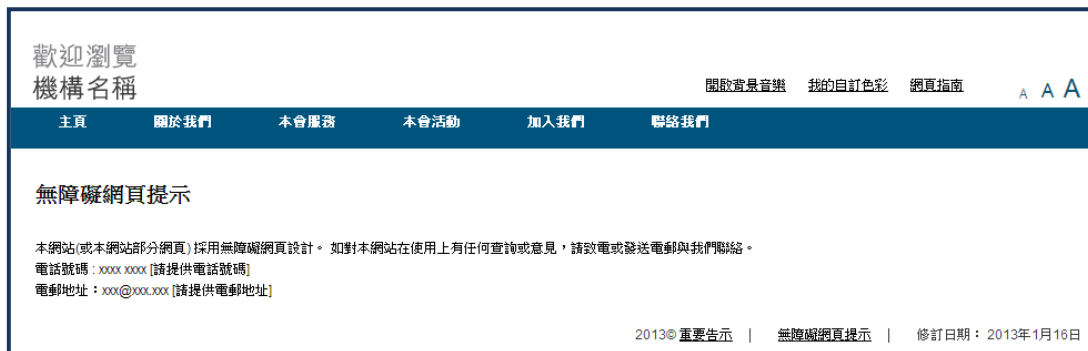 歡迎瀏覽
機構名稱
開啟背景音樂 我的自訂色彩 網頁指南 A A A
主頁 關於我們 本會服務 本會活動 加入我們 聯絡我們
無障礙網頁提示
本網站(或本網站部分網頁) 採用無障礙網頁設計。 如對本網站在使用上有任何查詢或意見，請致電或發送電郵與我們聯絡。
電話號碼 : xxxx xxxx [請提供電話號碼]
電郵地址：xxx@xxx.xxx [請提供電郵地址]
2013© 重要告示 | 無障礙網頁提示 | 修訂日期： 2013年1月16日